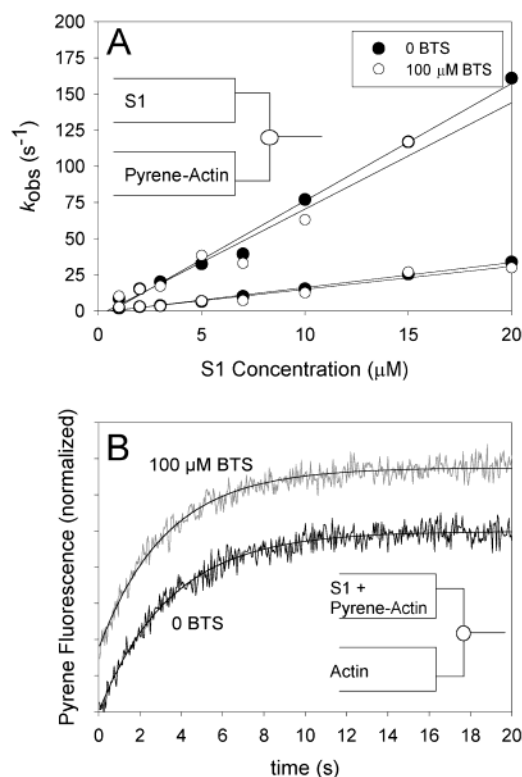 A
200
175
150
125
100
75
50
25
0
k_obs (s⁻¹)
0 BTS
100 μM BTS
S1
Pyrene-Actin
0 5 10 15 20
S1 Concentration (μM)
B
Pyrene Fluorescence (normalized)
100 μM BTS
0 BTS
S1 +
Pyrene-Actin
Actin
0 2 4 6 8 10 12 14 16 18 20
time (s)